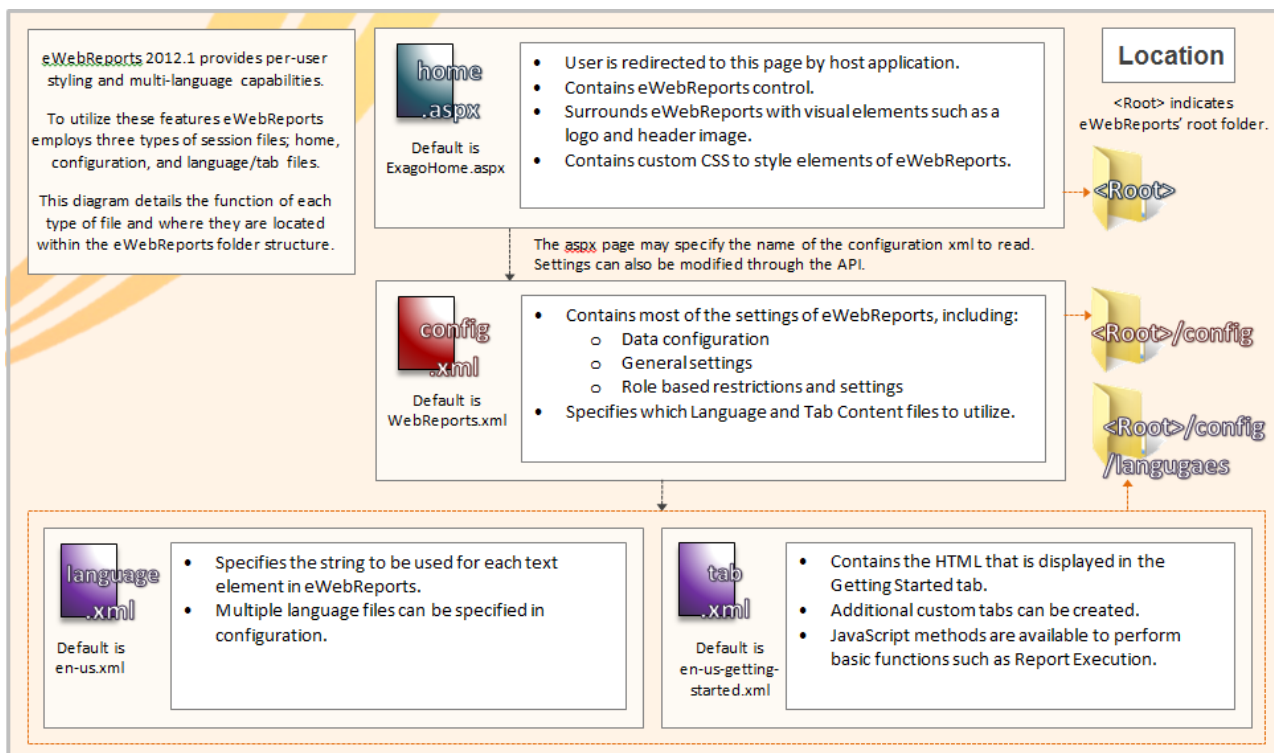 eWebReports 2012.1 provides per-user
styling and multi-language capabilities.
To utilize these features eWebReports
employs three types of session files; home,
configuration, and language/tab files.
This diagram details the function of each
type of file and where they are located
within the eWebReports folder structure.
home
.aspx
Default is
ExagoHome.aspx
• User is redirected to this page by host application.
• Contains eWebReports control.
• Surrounds eWebReports with visual elements such as a
logo and header image.
• Contains custom CSS to style elements of eWebReports.
Location
<Root> indicates
eWebReports' root folder.
<Root>
The aspx page may specify the name of the configuration xml to read.
Settings can also be modified through the API.
config
.xml
Default is
WebReports.xml
• Contains most of the settings of eWebReports, including:
o Data configuration
o General settings
o Role based restrictions and settings
• Specifies which Language and Tab Content files to utilize.
<Root>/config
<Root>/config
/langugaes
language
.xml
Default is
en-us.xml
• Specifies the string to be used for each text
element in eWebReports.
• Multiple language files can be specified in
configuration.
tab
.xml
Default is
en-us-getting-
started.xml
• Contains the HTML that is displayed in the
Getting Started tab.
• Additional custom tabs can be created.
• JavaScript methods are available to perform
basic functions such as Report Execution.